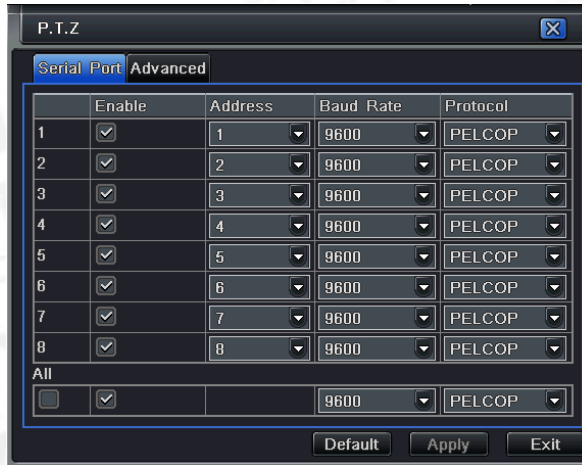 P.T.Z
Serial Port Advanced
Enable Address Baud Rate Protocol
1 1 9600 PELCOP
2 2 9600 PELCOP
3 3 9600 PELCOP
4 4 9600 PELCOP
5 5 9600 PELCOP
6 6 9600 PELCOP
7 7 9600 PELCOP
8 8 9600 PELCOP
All
9600 PELCOP
Default Apply Exit